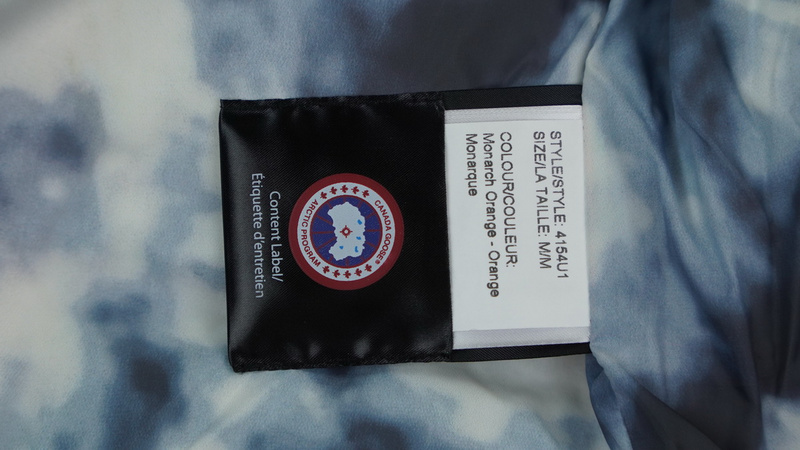 STYLE/STYLE: 4154U1
SIZE/LA TAILLE: M/M
COLOUR/COULEUR:
Monarch Orange - Orange
Monarque
CANADA GOOSE®
ARCTIC PROGRAM
Content Label/
Étiquette d'entretien